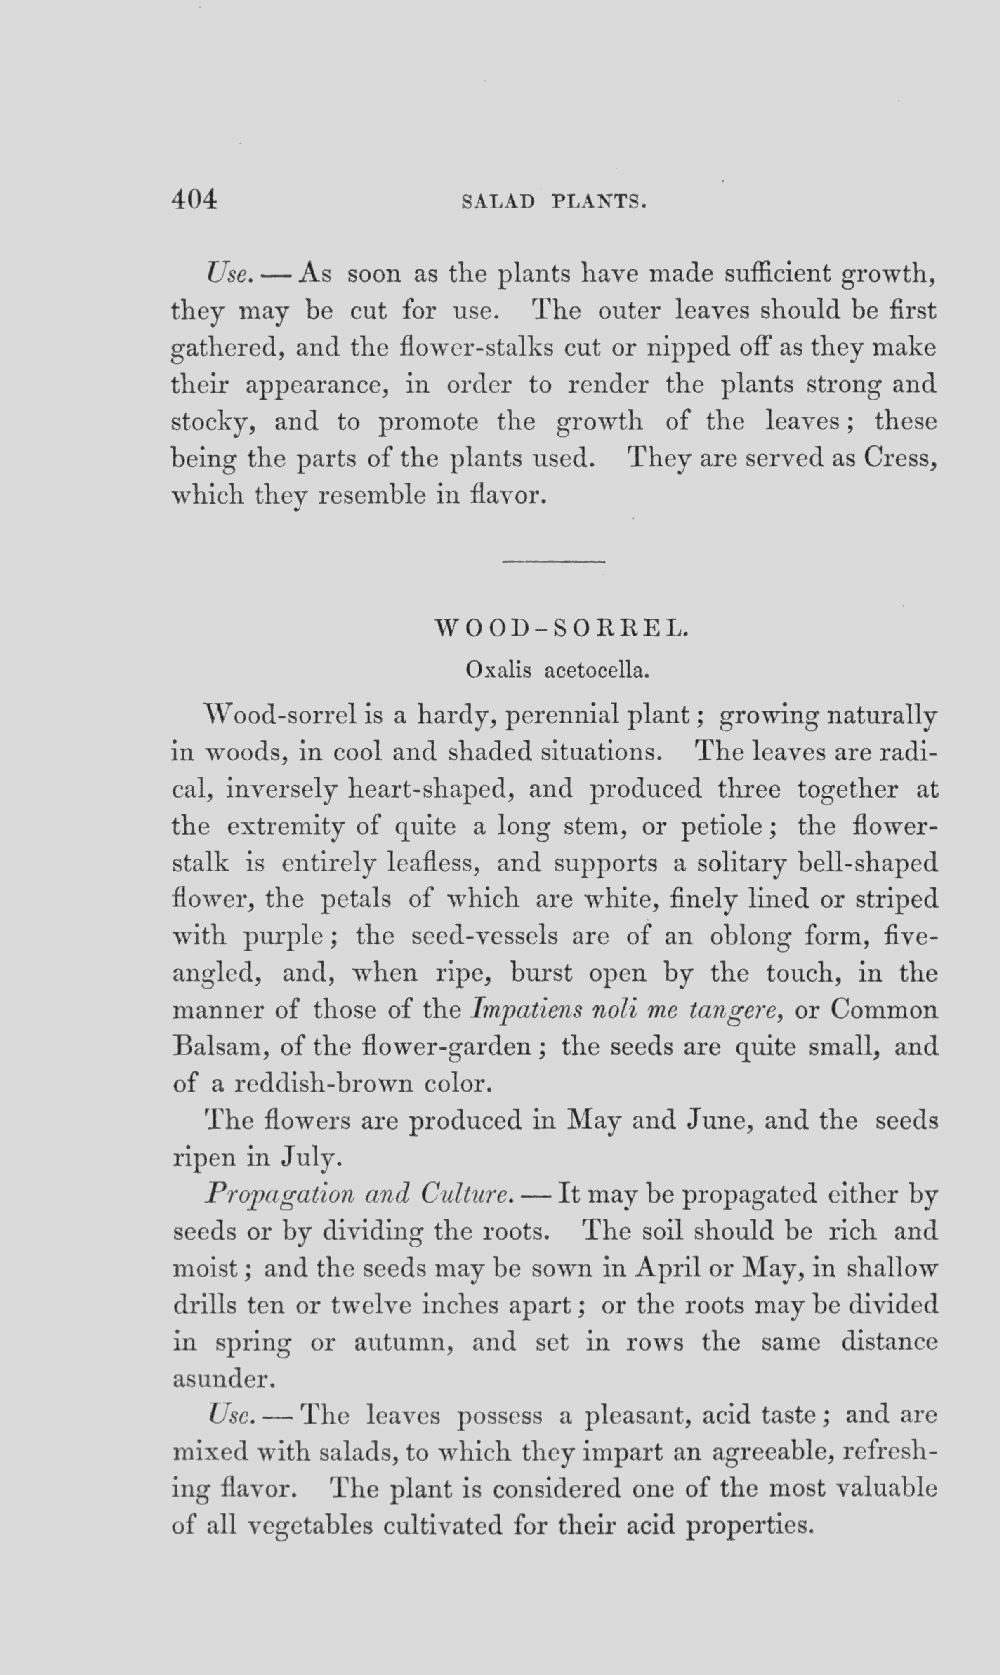 404 SALAD PLANTS.
Use. — As soon as the plants have made sufficient growth,
they may be cut for use. The outer leaves should be first
gathered, and the flower-stalks cut or nipped off as they make
their appearance, in order to render the plants strong and
stocky, and to promote the growth of the leaves; these
being the parts of the plants used. They are served as Cress,
which they resemble in flavor.
WOOD-SORREL.
Oxalis acetocella.
Wood-sorrel is a hardy, perennial plant; growing naturally
in woods, in cool and shaded situations. The leaves are radi-
cal, inversely heart-shaped, and produced three together at
the extremity of quite a long stem, or petiole; the flower-
stalk is entirely leafless, and supports a solitary bell-shaped
flower, the petals of which are white, finely lined or striped
with purple; the seed-vessels are of an oblong form, five-
angled, and, when ripe, burst open by the touch, in the
manner of those of the Impatiens noli me tangere, or Common
Balsam, of the flower-garden; the seeds are quite small, and
of a reddish-brown color.
The flowers are produced in May and June, and the seeds
ripen in July.
Propagation and Culture. — It may be propagated either by
seeds or by dividing the roots. The soil should be rich and
moist; and the seeds may be sown in April or May, in shallow
drills ten or twelve inches apart; or the roots may be divided
in spring or autumn, and set in rows the same distance
asunder.
Use. — The leaves possess a pleasant, acid taste; and are
mixed with salads, to which they impart an agreeable, refresh-
ing flavor. The plant is considered one of the most valuable
of all vegetables cultivated for their acid properties.